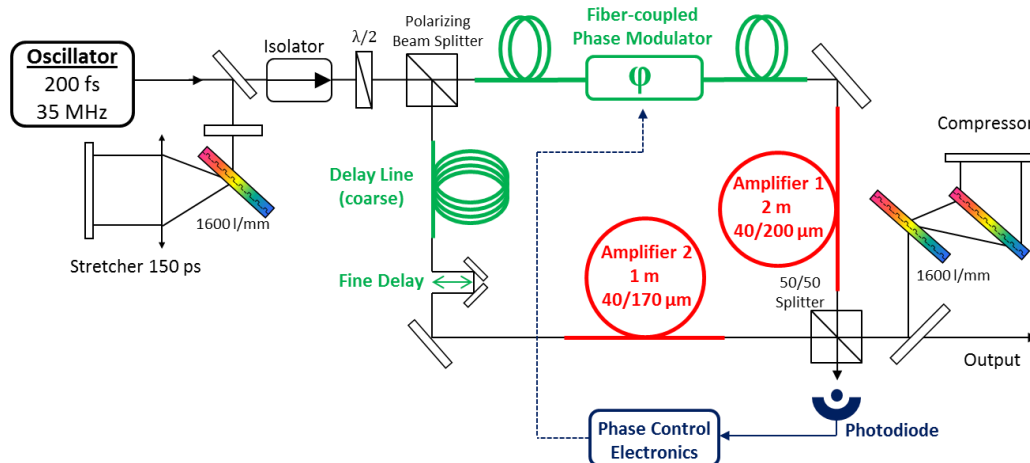 Oscillator
200 fs
35 MHz
Isolator
λ/2
Polarizing
Beam Splitter
Fiber-coupled
Phase Modulator
φ
Compressor
1600 l/mm
Stretcher 150 ps
Delay Line
(coarse)
Fine Delay
Amplifier 1
2 m
40/200 µm
Amplifier 2
1 m
40/170 µm
50/50
Splitter
1600 l/mm
Output
Phase Control
Electronics
Photodiode